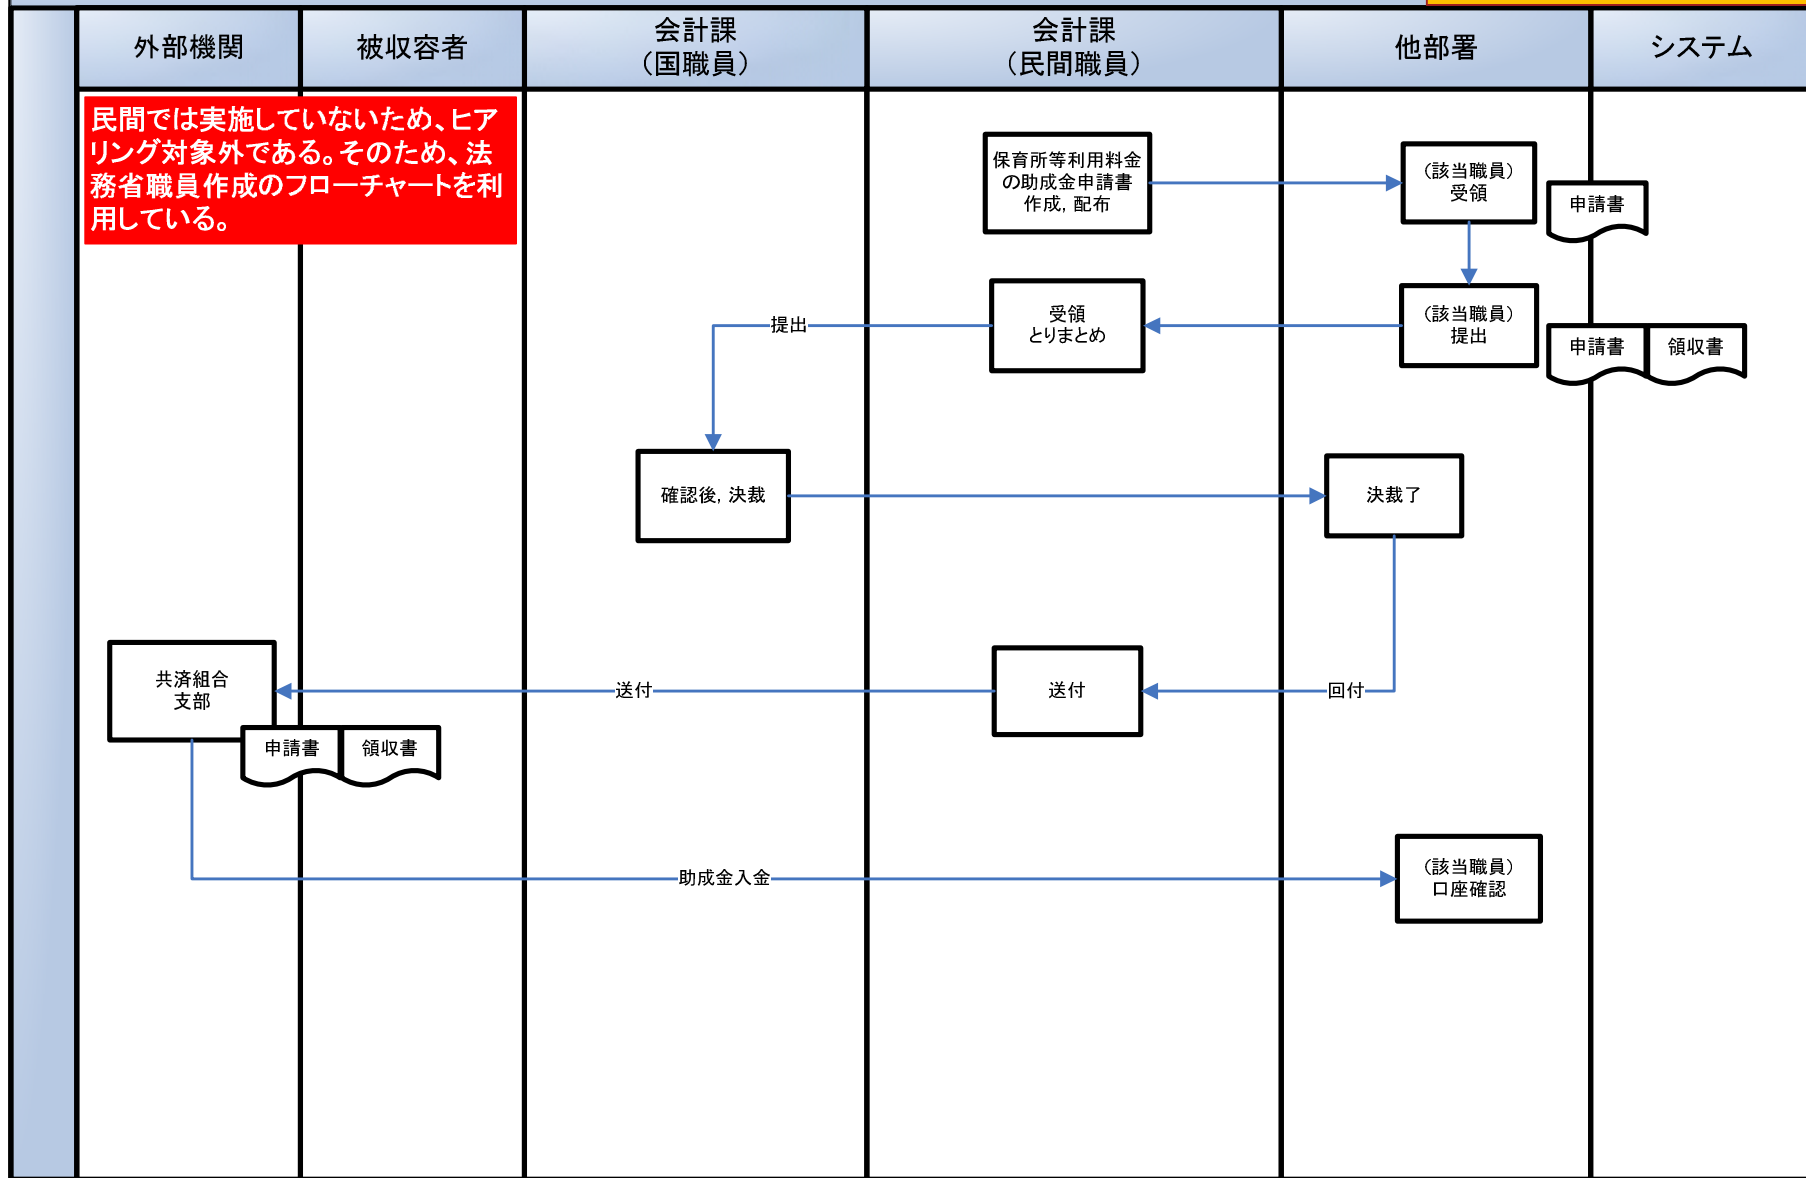 外部機関
被収容者
会計課
（国職員）
会計課
（民間職員）
他部署
システム
民間では実施していないため、ヒア
リング対象外である。そのため、法
務省職員作成のフローチャートを利
用している。
保育所等利用料金
の助成金申請書
作成, 配布
（該当職員）
受領
申請書
受領
とりまとめ
提出
（該当職員）
提出
申請書
領収書
確認後, 決裁
決裁了
共済組合
支部
送付
送付
回付
申請書
領収書
助成金入金
（該当職員）
口座確認